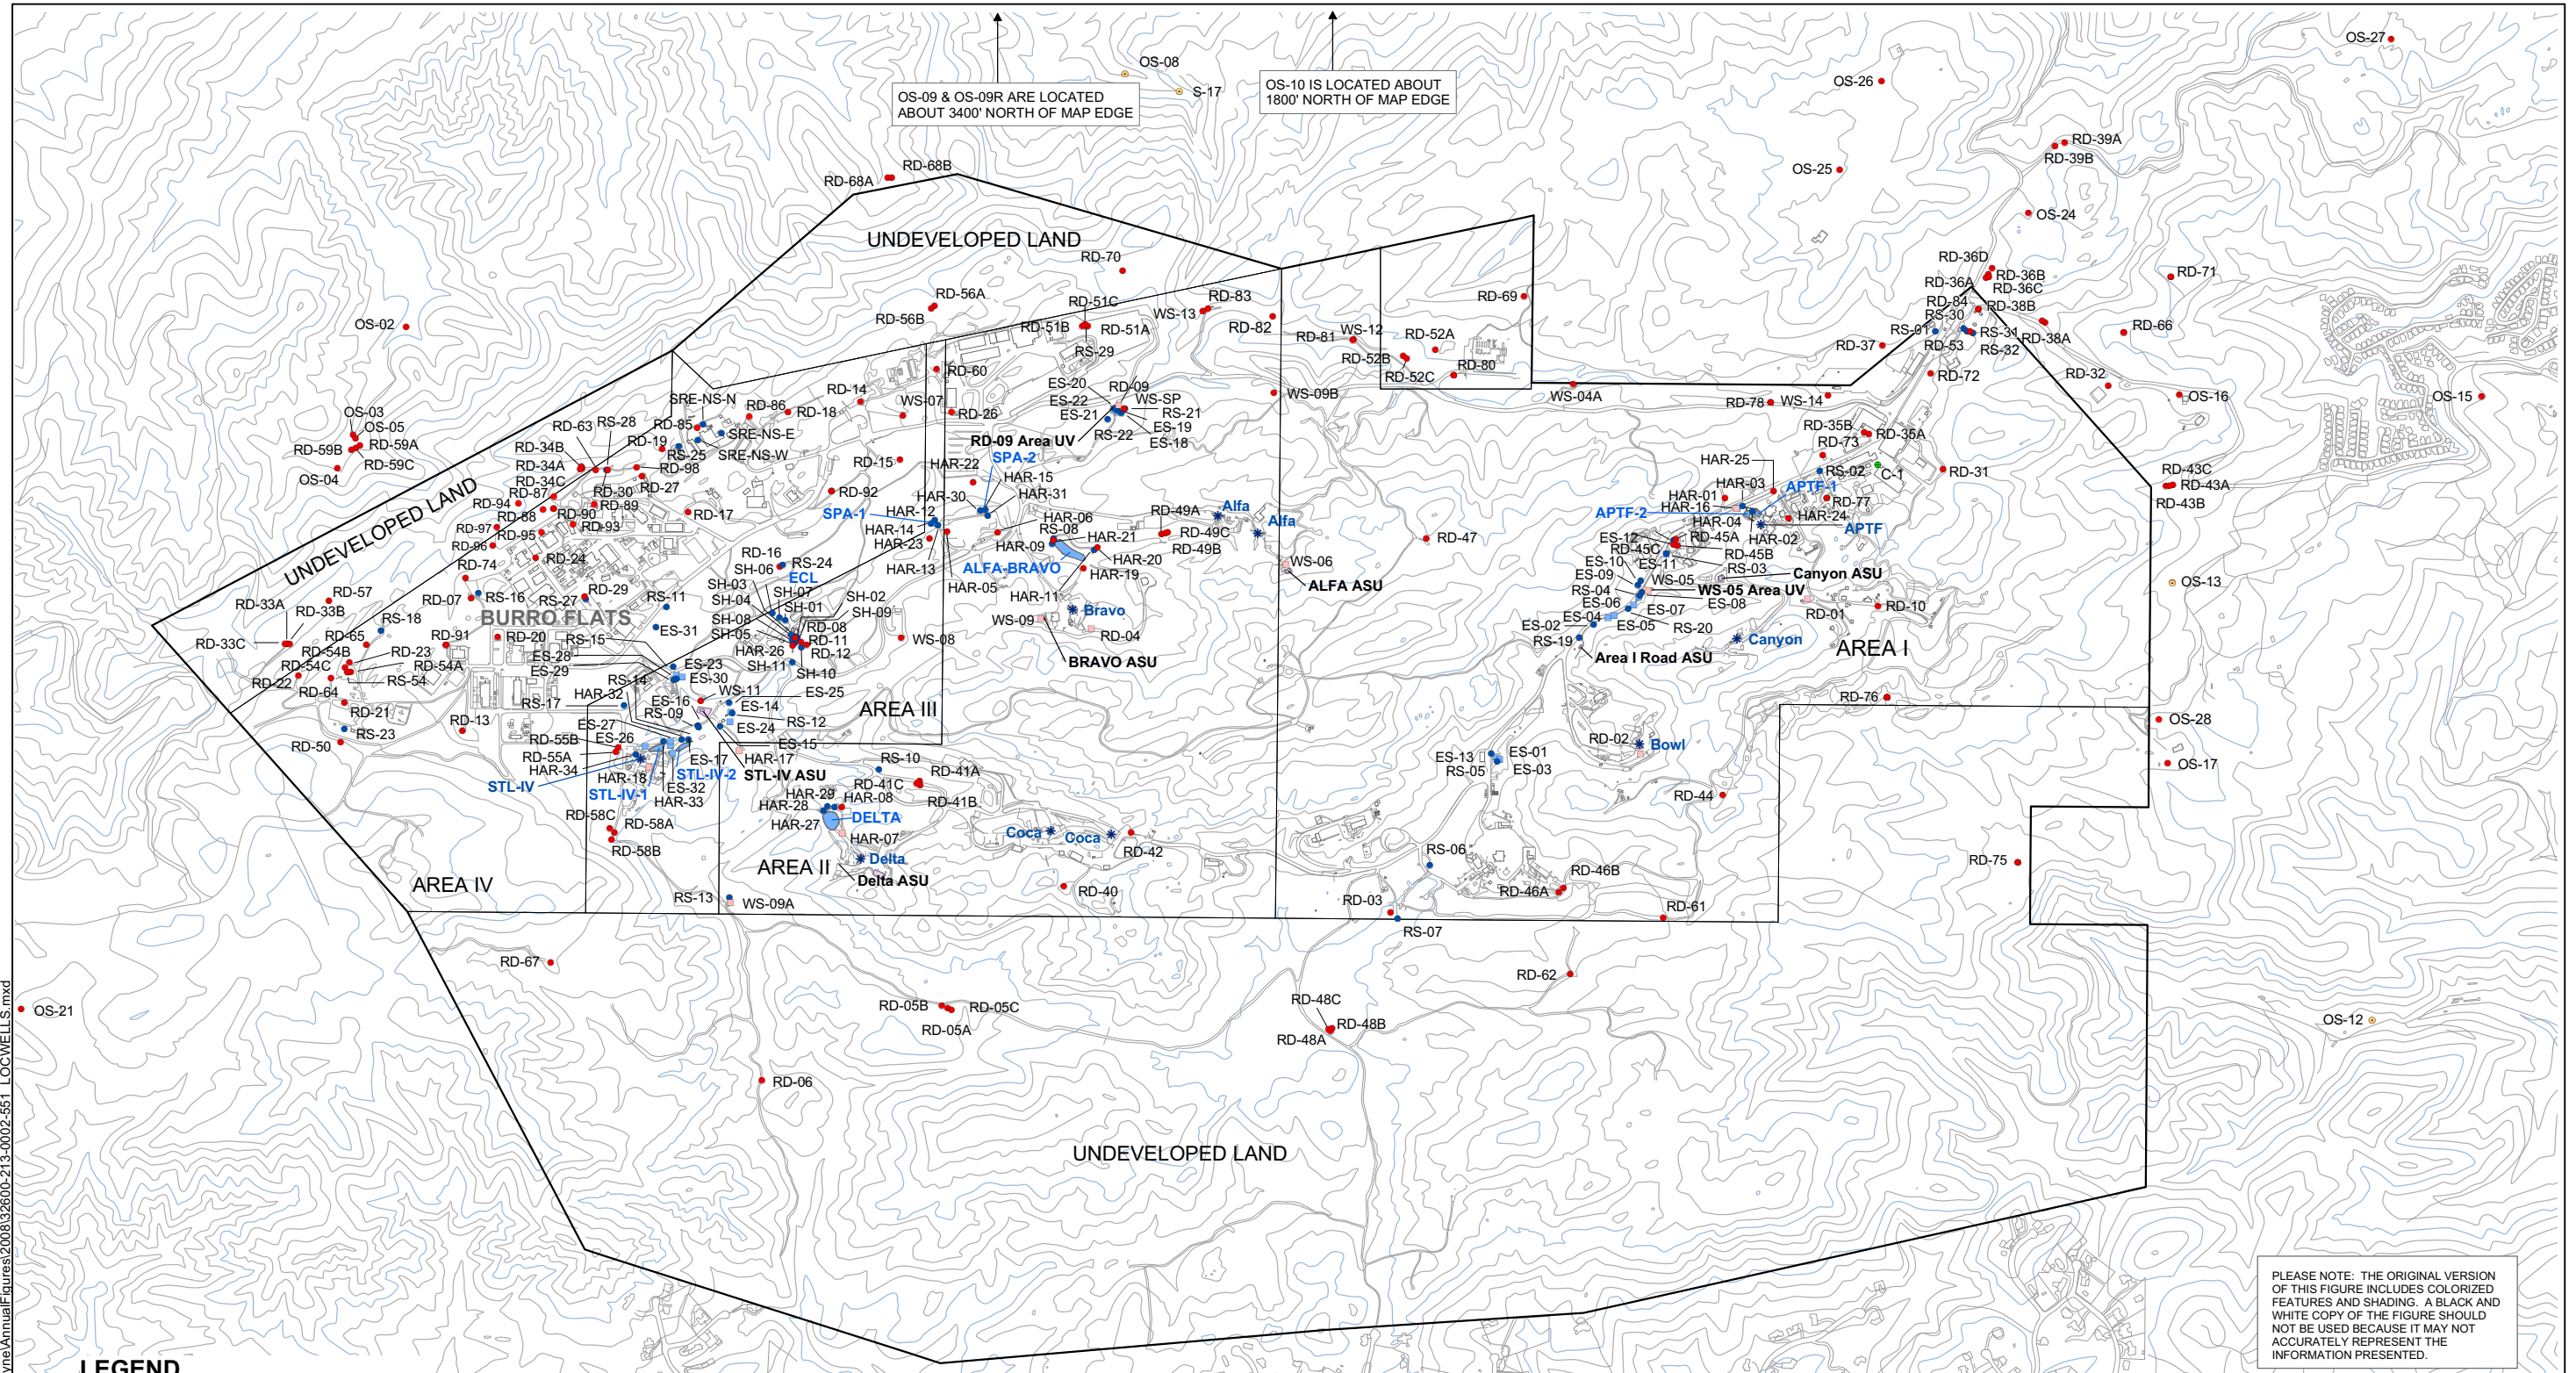 OS-27
OS-08
OS-26
S-17
OS-09 & OS-09R ARE LOCATED
ABOUT 3400' NORTH OF MAP EDGE
OS-10 IS LOCATED ABOUT
1800' NORTH OF MAP EDGE
RD-39A
RD-39B
RD-68B
RD-68A
OS-25
OS-24
UNDEVELOPED LAND
RD-70
RD-36D
RD-36A
RD-36B
RD-36C
RD-71
RD-56A
RD-56B
RD-51C
RD-83
WS-13
RD-69
RD-84
RD-38B
RS-30
OS-02
RD-51B
RD-51A
RD-82
RD-81
WS-12
RD-52A
RS-01
RS-31
RD-38A
RD-66
RS-29
RD-52B
RD-37
RD-53
RS-32
RD-60
RD-52C
RD-80
RD-72
RD-32
RD-14
ES-20
RD-09
WS-09B
WS-04A
OS-16
OS-15
SRE-NS-N
RD-86
RD-18
WS-07
RD-26
ES-22
WS-SP
RD-78
WS-14
OS-03
OS-05
RD-63
RS-28
RD-85
ES-21
RS-21
ES-19
RS-22
ES-18
RD-35B
RD-35A
RD-59B
RD-59A
RD-34B
RD-19
SRE-NS-E
RD-09 Area UV
RD-73
RD-59C
RS-25
SRE-NS-W
SPA-2
OS-04
RD-34A
RD-98
RD-15
HAR-22
HAR-15
HAR-25
RS-02
C-1
RD-31
RD-43C
RD-43A
RD-34C
RD-27
HAR-03
APTF-1
RD-43B
RD-87
RD-30
RD-92
HAR-30
HAR-31
HAR-01
RD-77
RD-94
RD-89
SPA-1
HAR-12
RD-49A
Alfa
Alfa
HAR-16
APTF-2
RD-88
RD-90
RD-17
HAR-06
HAR-04
HAR-24
RD-97
RD-93
HAR-14
RS-08
RD-49C
APTF
RD-95
HAR-23
HAR-09
HAR-21
RD-49B
RD-47
ES-12
RD-45A
HAR-02
RD-96
RD-45C
RD-45B
UNDEVELOPED LAND
RD-24
RD-16
RS-24
HAR-13
ALFA-BRAVO
HAR-20
WS-06
ES-10
ES-11
RS-03
RD-74
SH-06
ECL
HAR-05
HAR-19
ALFA ASU
ES-09
WS-05
Canyon ASU
OS-13
RD-57
RD-29
SH-03
SH-07
HAR-11
RS-04
WS-05 Area UV
RD-33A
RD-33B
RD-07
RS-16
RS-27
RS-11
SH-04
SH-01
SH-02
ES-06
ES-07
ES-08
RD-01
RD-10
BURRO FLATS
SH-08
SH-09
Bravo
WS-09
ES-04
RS-18
ES-31
SH-05
RD-08
ES-02
ES-05
RS-20
RD-33C
RD-65
RD-91
RD-20
RS-15
RD-11
WS-08
RD-04
RS-19
Canyon
RD-54B
RD-23
ES-28
HAR-26
RD-12
BRAVO ASU
Area I Road ASU
AREA I
RD-54C
RD-54A
ES-29
ES-23
SH-11
RD-22
RS-54
RS-14
ES-30
SH-10
RD-64
HAR-32
WS-11
ES-25
RD-76
RD-21
RS-17
ES-16
ES-14
AREA III
OS-28
RS-23
RD-13
ES-27
RS-09
RS-12
RD-50
RD-55B
ES-26
ES-24
RD-02
Bowl
RD-55A
ES-15
ES-13
ES-01
OS-17
HAR-34
HAR-18
ES-17
HAR-17
RS-10
RS-05
ES-03
STL-IV
STL-IV-2
STL-IV ASU
RD-41A
STL-IV-1
ES-32
RD-41C
HAR-33
HAR-29
RD-41B
RD-44
HAR-28
HAR-08
RD-58C
RD-58A
HAR-27
DELTA
Coca
Coca
HAR-07
RD-42
RD-58B
Delta
RS-06
RD-75
AREA II
AREA IV
Delta ASU
RD-40
RD-46B
RD-46A
RS-13
WS-09A
RD-03
RD-61
RS-07
RD-67
RD-62
OS-21
RD-05B
RD-05C
RD-48C
RD-05A
RD-48B
RD-48A
OS-12
RD-06
UNDEVELOPED LAND
PLEASE NOTE: THE ORIGINAL VERSION
OF THIS FIGURE INCLUDES COLORIZED
FEATURES AND SHADING. A BLACK AND
WHITE COPY OF THE FIGURE SHOULD
NOT BE USED BECAUSE IT MAY NOT
ACCURATELY REPRESENT THE
INFORMATION PRESENTED.
LEGEND
yne\AnnualFigures\2008\32600-213-0002-551_LOCWELLS.mxd